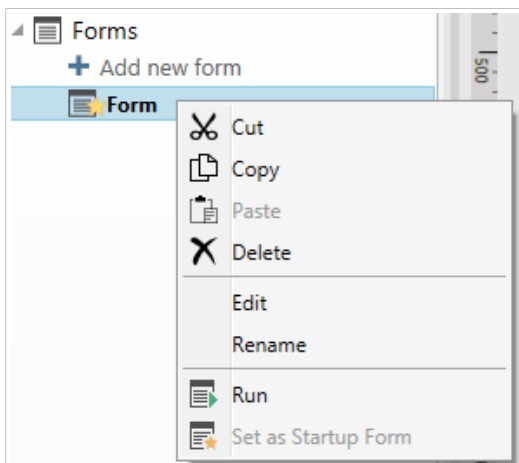 Forms
Add new form
Form
500
Cut
Copy
Paste
Delete
Edit
Rename
Run
Set as Startup Form